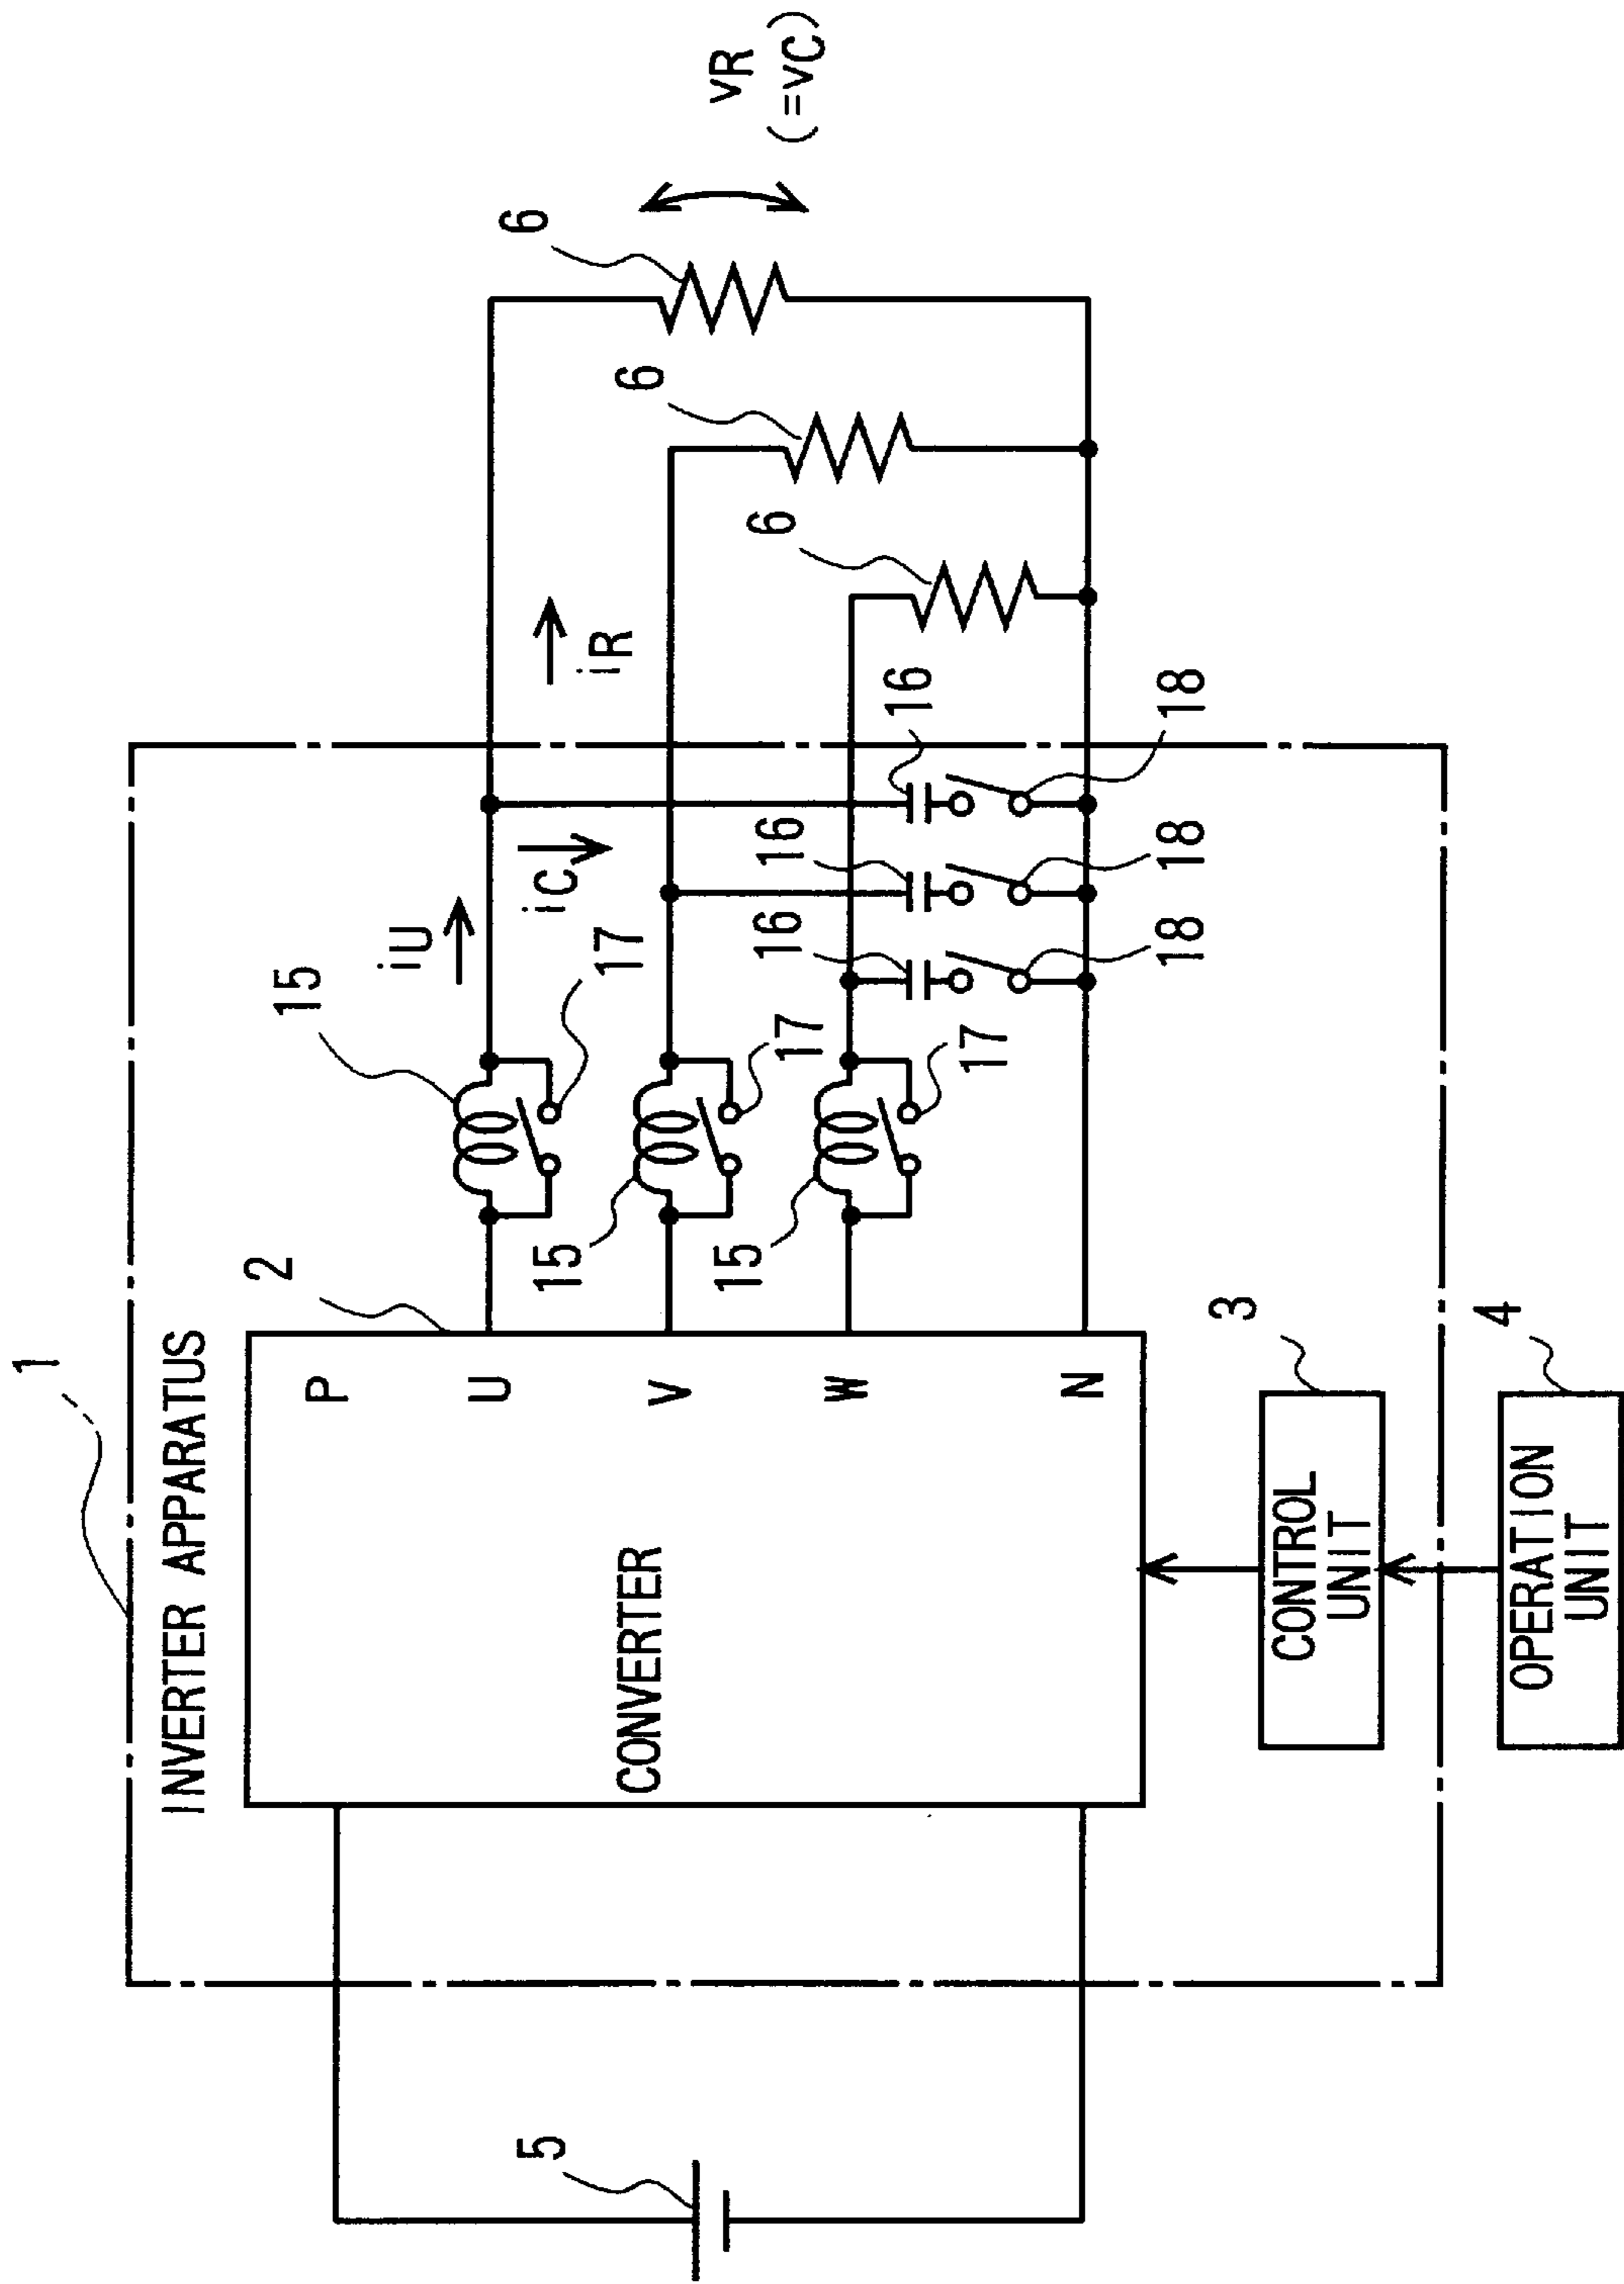 1
INVERTER APPARATUS
2
P
U
V
W
N
CONVERTER
15
15
15
17
17
17
iU
iC
iR
16
16
16
18
18
18
6
6
6
vR
(=vC)
5
CONTROL
UNIT
3
OPERATION
UNIT
4